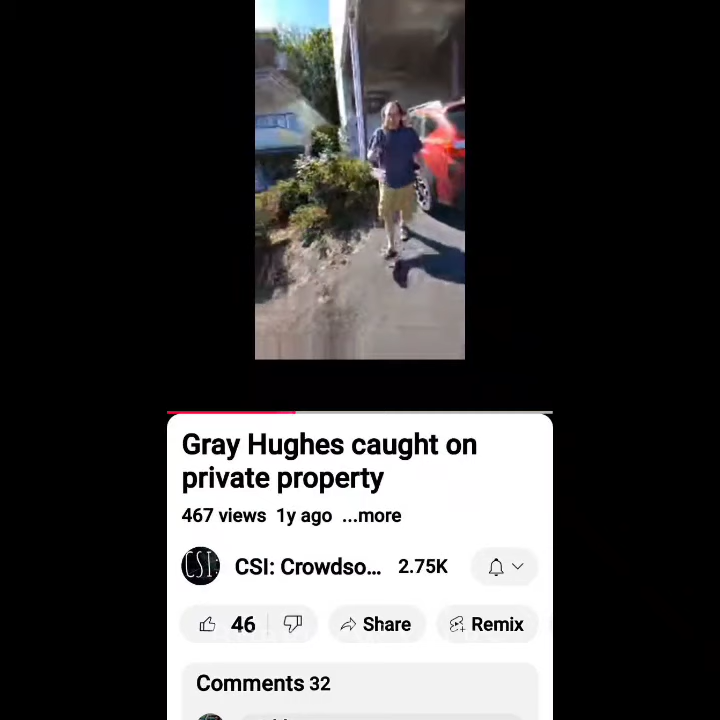 Gray Hughes caught on
private property
467 views 1y ago ...more
CSI: Crowdso... 2.75K
46 Share Remix
Comments 32